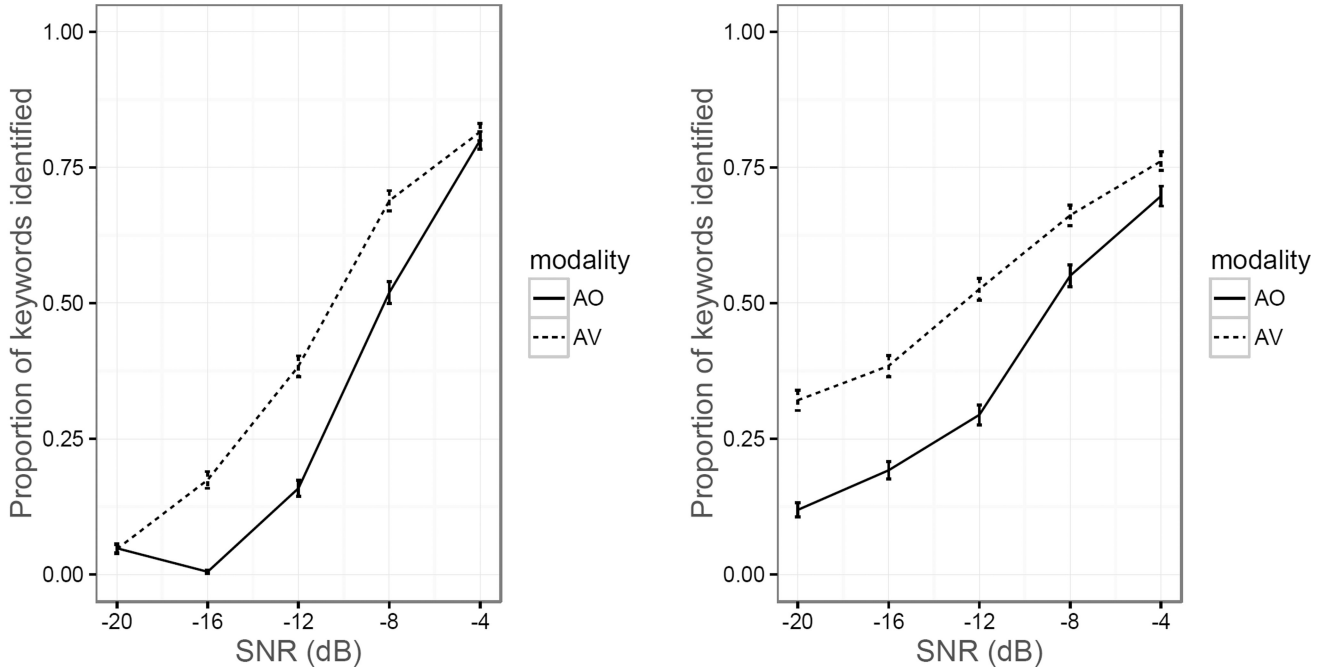 1.00
0.75
0.50
0.25
0.00
Proportion of keywords identified
-20 -16 -12 -8 -4
SNR (dB)
modality
AO
AV
1.00
0.75
0.50
0.25
0.00
Proportion of keywords identified
-20 -16 -12 -8 -4
SNR (dB)
modality
AO
AV